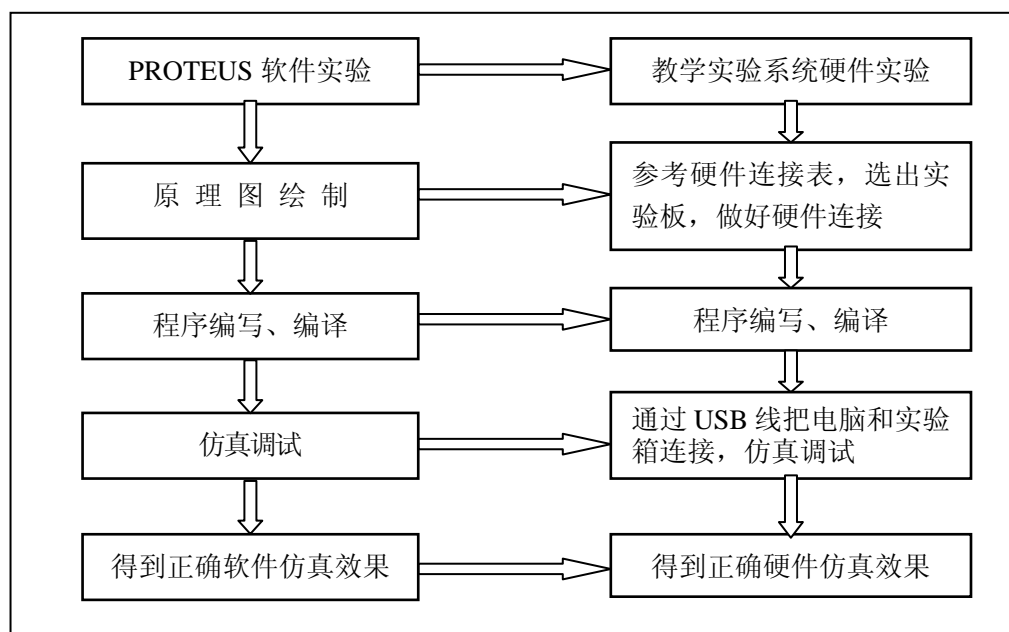 PROTEUS 软件实验
教学实验系统硬件实验
原 理 图 绘 制
参考硬件连接表，选出实
验板，做好硬件连接
程序编写、编译
程序编写、编译
仿真调试
通过 USB 线把电脑和实验
箱连接，仿真调试
得到正确软件仿真效果
得到正确硬件仿真效果